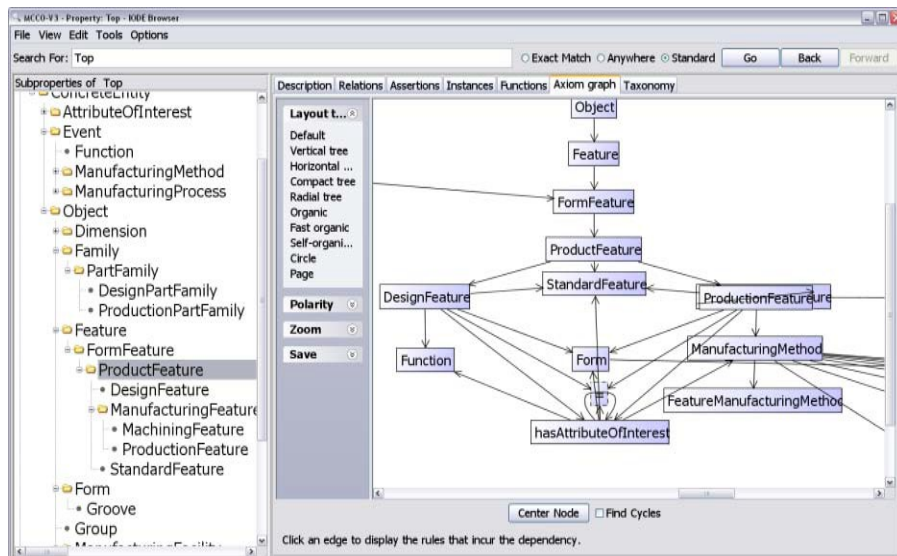 MCCO-V3 - Property: Top - IODE Browser
File View Edit Tools Options
Search For: Top Exact Match Anywhere Standard Go Back Forward
Subproperties of Top
ConcreteEntity
AttributeOfInterest
Event
Function
ManufacturingMethod
ManufacturingProcess
Object
Dimension
Family
PartFamily
DesignPartFamily
ProductionPartFamily
Feature
FormFeature
ProductFeature
DesignFeature
ManufacturingFeature
MachiningFeature
ProductionFeature
StandardFeature
Form
Groove
Group
ManufacturingFacility
Description Relations Assertions Instances Functions Axiom graph Taxonomy
Layout t...
Default
Vertical tree
Horizontal ...
Compact tree
Radial tree
Organic
Fast organic
Self-organi...
Circle
Page
Polarity
Zoom
Save
Object
Feature
FormFeature
ProductFeature
StandardFeature
DesignFeature
ProductionFeature
Function
Form
ManufacturingMethod
FeatureManufacturingMethod
hasAttributeOfInterest
Center Node Find Cycles
Click an edge to display the rules that incur the dependency.